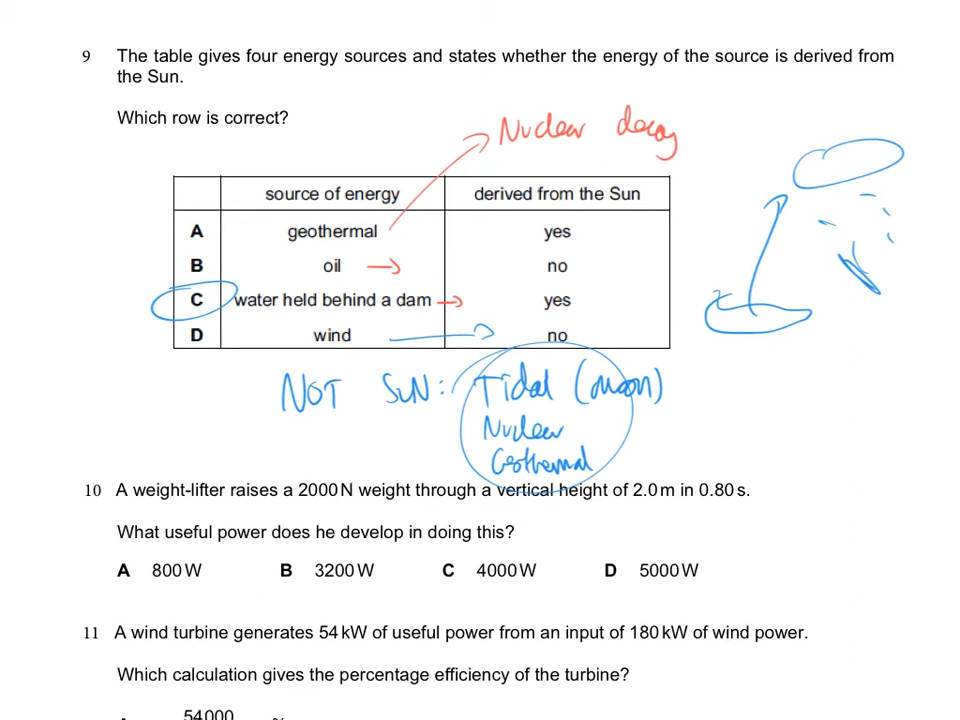 9 The table gives four energy sources and states whether the energy of the source is derived from
the Sun.
Which row is correct?
Nuclear decay
source of energy derived from the Sun
A geothermal yes
B oil no
C water held behind a dam yes
D wind no
NOT SUN: Tidal (moon)
Nuclear
Geothermal
10 A weight-lifter raises a 2000 N weight through a vertical height of 2.0 m in 0.80 s.
What useful power does he develop in doing this?
A 800 W B 3200 W C 4000 W D 5000 W
11 A wind turbine generates 54 kW of useful power from an input of 180 kW of wind power.
Which calculation gives the percentage efficiency of the turbine?
54000